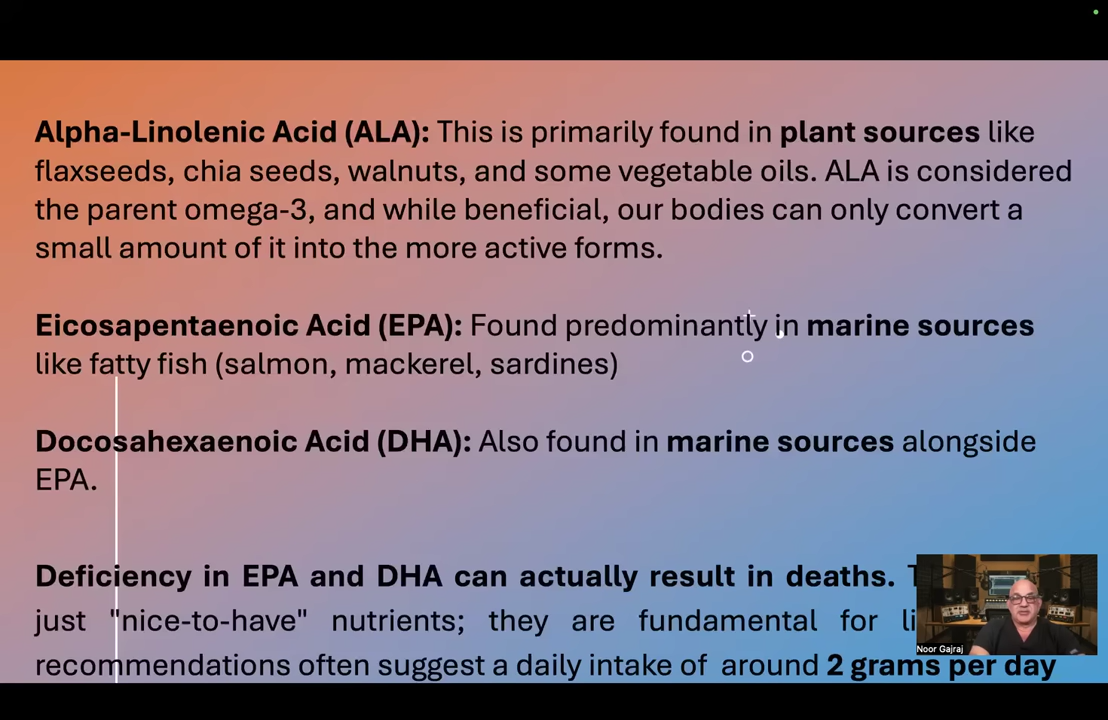 Alpha-Linolenic Acid (ALA): This is primarily found in plant sources like
flaxseeds, chia seeds, walnuts, and some vegetable oils. ALA is considered
the parent omega-3, and while beneficial, our bodies can only convert a
small amount of it into the more active forms.
Eicosapentaenoic Acid (EPA): Found predominantly in marine sources
like fatty fish (salmon, mackerel, sardines)
Docosahexaenoic Acid (DHA): Also found in marine sources alongside
EPA.
Deficiency in EPA and DHA can actually result in deaths.
just "nice-to-have" nutrients; they are fundamental for
recommendations often suggest a daily intake of around 2 grams per day
Noor Gajraj